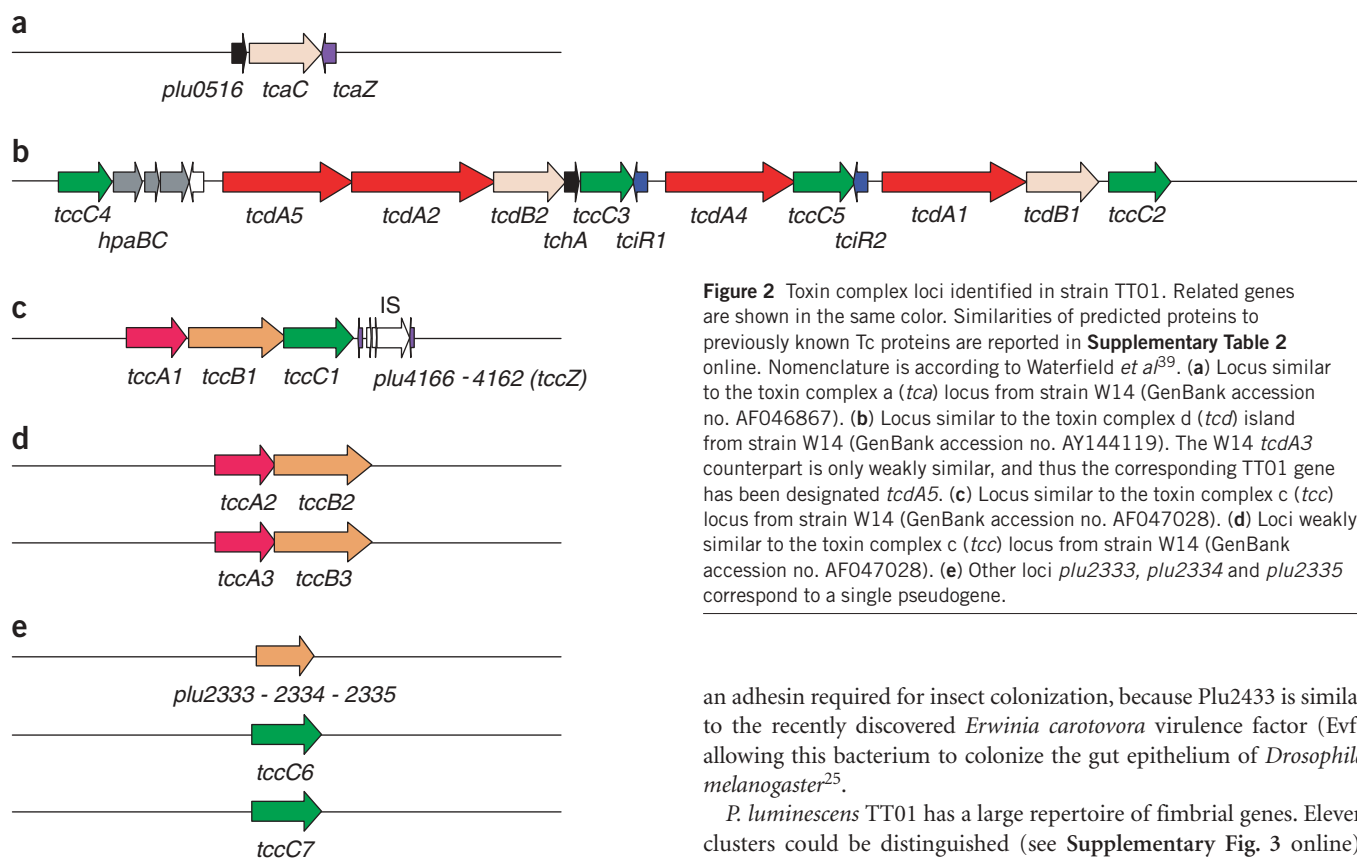 a
plu0516 tcaC tcaZ
b
tccC4 tcdA5 tcdA2 tcdB2 tccC3 tcdA4 tccC5 tcdA1 tcdB1 tccC2
hpaBC tchA tciR1 tciR2
c
IS
tccA1 tccB1 tccC1 plu4166 - 4162 (tccZ)
d
tccA2 tccB2
tccA3 tccB3
e
plu2333 - 2334 - 2335
tccC6
tccC7
Figure 2 Toxin complex loci identified in strain TT01. Related genes
are shown in the same color. Similarities of predicted proteins to
previously known Tc proteins are reported in Supplementary Table 2
online. Nomenclature is according to Waterfield et al39. (a) Locus similar
to the toxin complex a (tca) locus from strain W14 (GenBank accession
no. AF046867). (b) Locus similar to the toxin complex d (tcd) island
from strain W14 (GenBank accession no. AY144119). The W14 tcdA3
counterpart is only weakly similar, and thus the corresponding TT01 gene
has been designated tcdA5. (c) Locus similar to the toxin complex c (tcc)
locus from strain W14 (GenBank accession no. AF047028). (d) Loci weakly
similar to the toxin complex c (tcc) locus from strain W14 (GenBank
accession no. AF047028). (e) Other loci plu2333, plu2334 and plu2335
correspond to a single pseudogene.
an adhesin required for insect colonization, because Plu2433 is similar
to the recently discovered Erwinia carotovora virulence factor (Evf)
allowing this bacterium to colonize the gut epithelium of Drosophila
melanogaster25.
P. luminescens TT01 has a large repertoire of fimbrial genes. Eleven
clusters could be distinguished (see Supplementary Fig. 3 online)